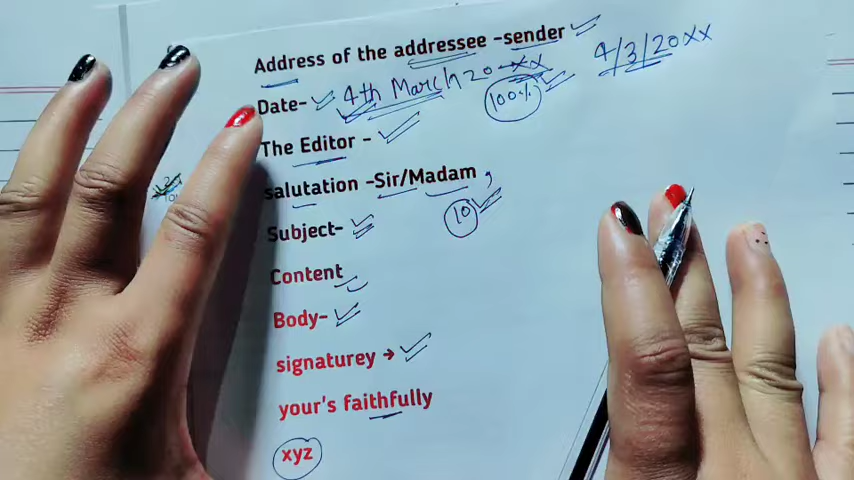 Address of the addressee -sender
4/3/20xx
Date- 4th March 20xx
100%
The Editor -
salutation -Sir/Madam ,
10
Subject-
Content
Body-
signaturey →
your's faithfully
xyz